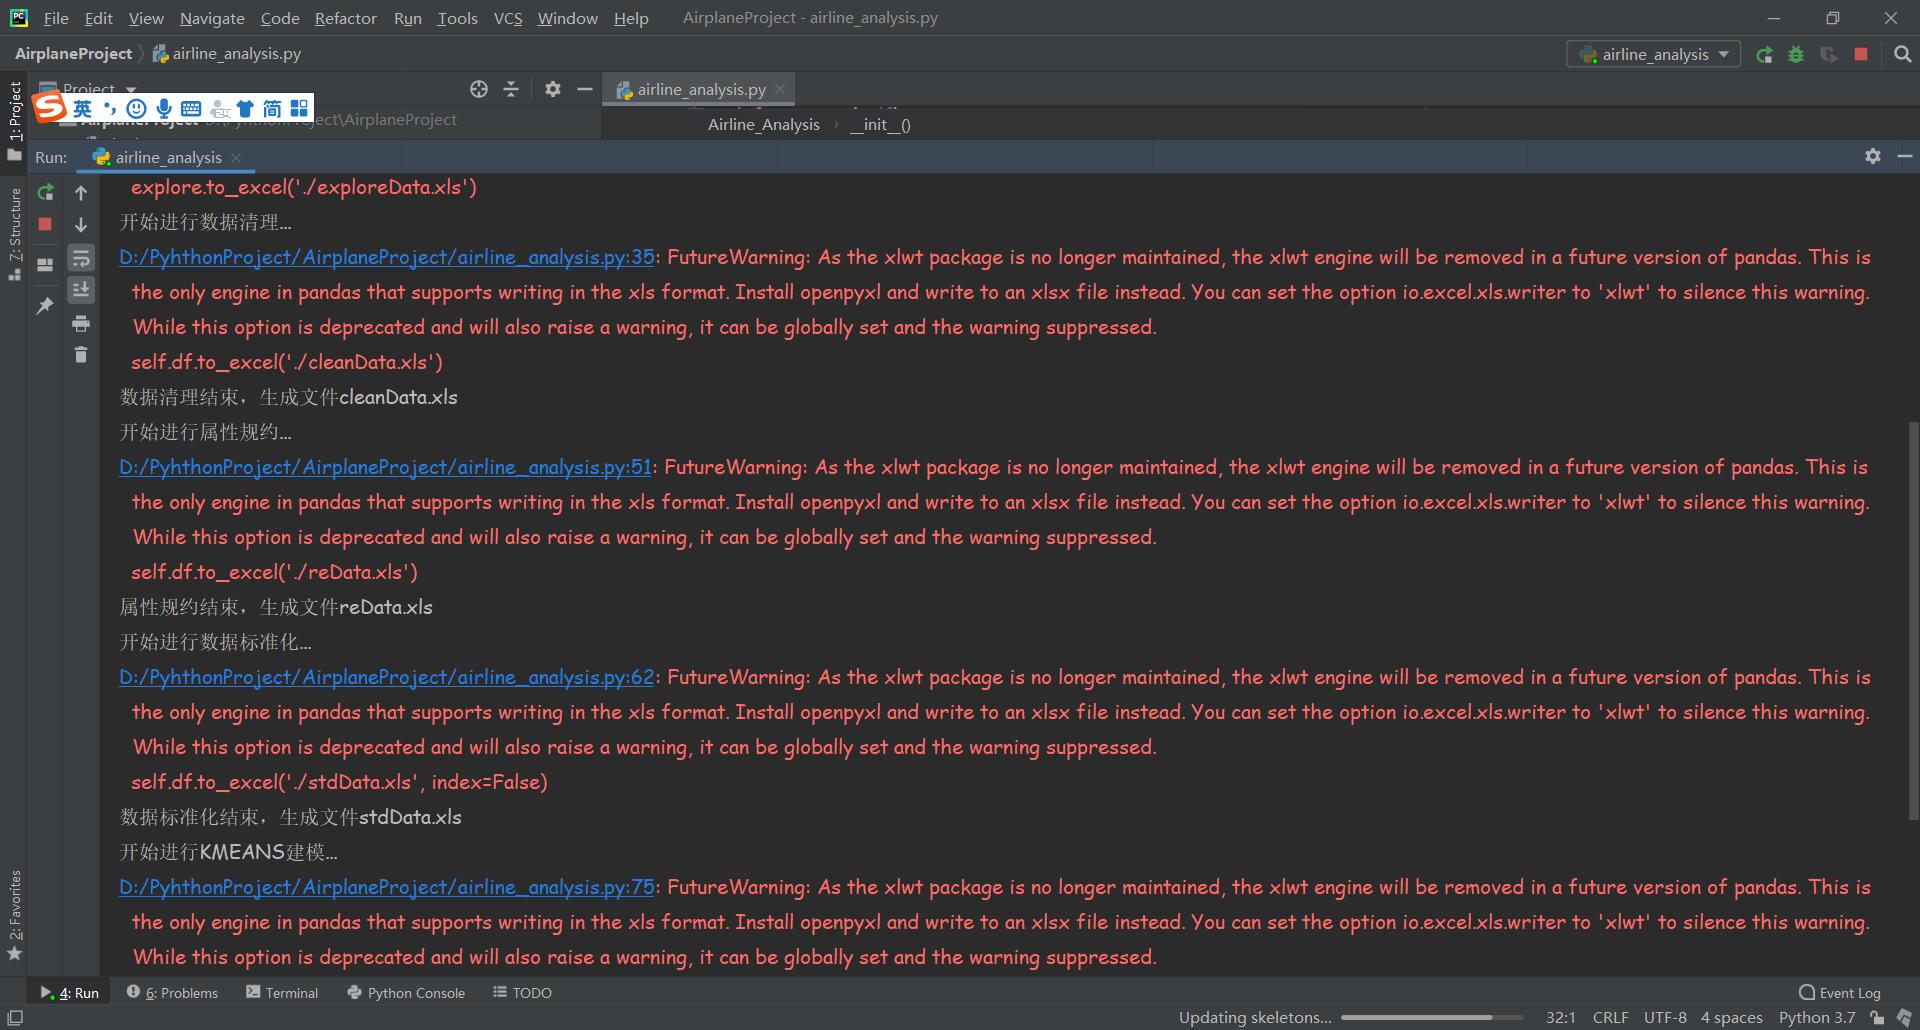 File Edit View Navigate Code Refactor Run Tools VCS Window Help AirplaneProject - airline_analysis.py
AirplaneProject airline_analysis.py airline_analysis
1: Project
Project
airline_analysis.py
英 简
AirplaneProject D:\PyhthonProject\AirplaneProject
Airline_Analysis › __init__()
Run: airline_analysis
explore.to_excel('./exploreData.xls')
开始进行数据清理...
D:/PyhthonProject/AirplaneProject/airline_analysis.py:35: FutureWarning: As the xlwt package is no longer maintained, the xlwt engine will be removed in a future version of pandas. This is
the only engine in pandas that supports writing in the xls format. Install openpyxl and write to an xlsx file instead. You can set the option io.excel.xls.writer to 'xlwt' to silence this warning.
While this option is deprecated and will also raise a warning, it can be globally set and the warning suppressed.
self.df.to_excel('./cleanData.xls')
数据清理结束，生成文件cleanData.xls
开始进行属性规约...
D:/PyhthonProject/AirplaneProject/airline_analysis.py:51: FutureWarning: As the xlwt package is no longer maintained, the xlwt engine will be removed in a future version of pandas. This is
the only engine in pandas that supports writing in the xls format. Install openpyxl and write to an xlsx file instead. You can set the option io.excel.xls.writer to 'xlwt' to silence this warning.
While this option is deprecated and will also raise a warning, it can be globally set and the warning suppressed.
self.df.to_excel('./reData.xls')
属性规约结束，生成文件reData.xls
开始进行数据标准化...
D:/PyhthonProject/AirplaneProject/airline_analysis.py:62: FutureWarning: As the xlwt package is no longer maintained, the xlwt engine will be removed in a future version of pandas. This is
the only engine in pandas that supports writing in the xls format. Install openpyxl and write to an xlsx file instead. You can set the option io.excel.xls.writer to 'xlwt' to silence this warning.
While this option is deprecated and will also raise a warning, it can be globally set and the warning suppressed.
self.df.to_excel('./stdData.xls', index=False)
数据标准化结束，生成文件stdData.xls
开始进行KMEANS建模...
D:/PyhthonProject/AirplaneProject/airline_analysis.py:75: FutureWarning: As the xlwt package is no longer maintained, the xlwt engine will be removed in a future version of pandas. This is
the only engine in pandas that supports writing in the xls format. Install openpyxl and write to an xlsx file instead. You can set the option io.excel.xls.writer to 'xlwt' to silence this warning.
While this option is deprecated and will also raise a warning, it can be globally set and the warning suppressed.
7: Structure
2: Favorites
4: Run 6: Problems Terminal Python Console TODO Event Log
Updating skeletons... 32:1 CRLF UTF-8 4 spaces Python 3.7